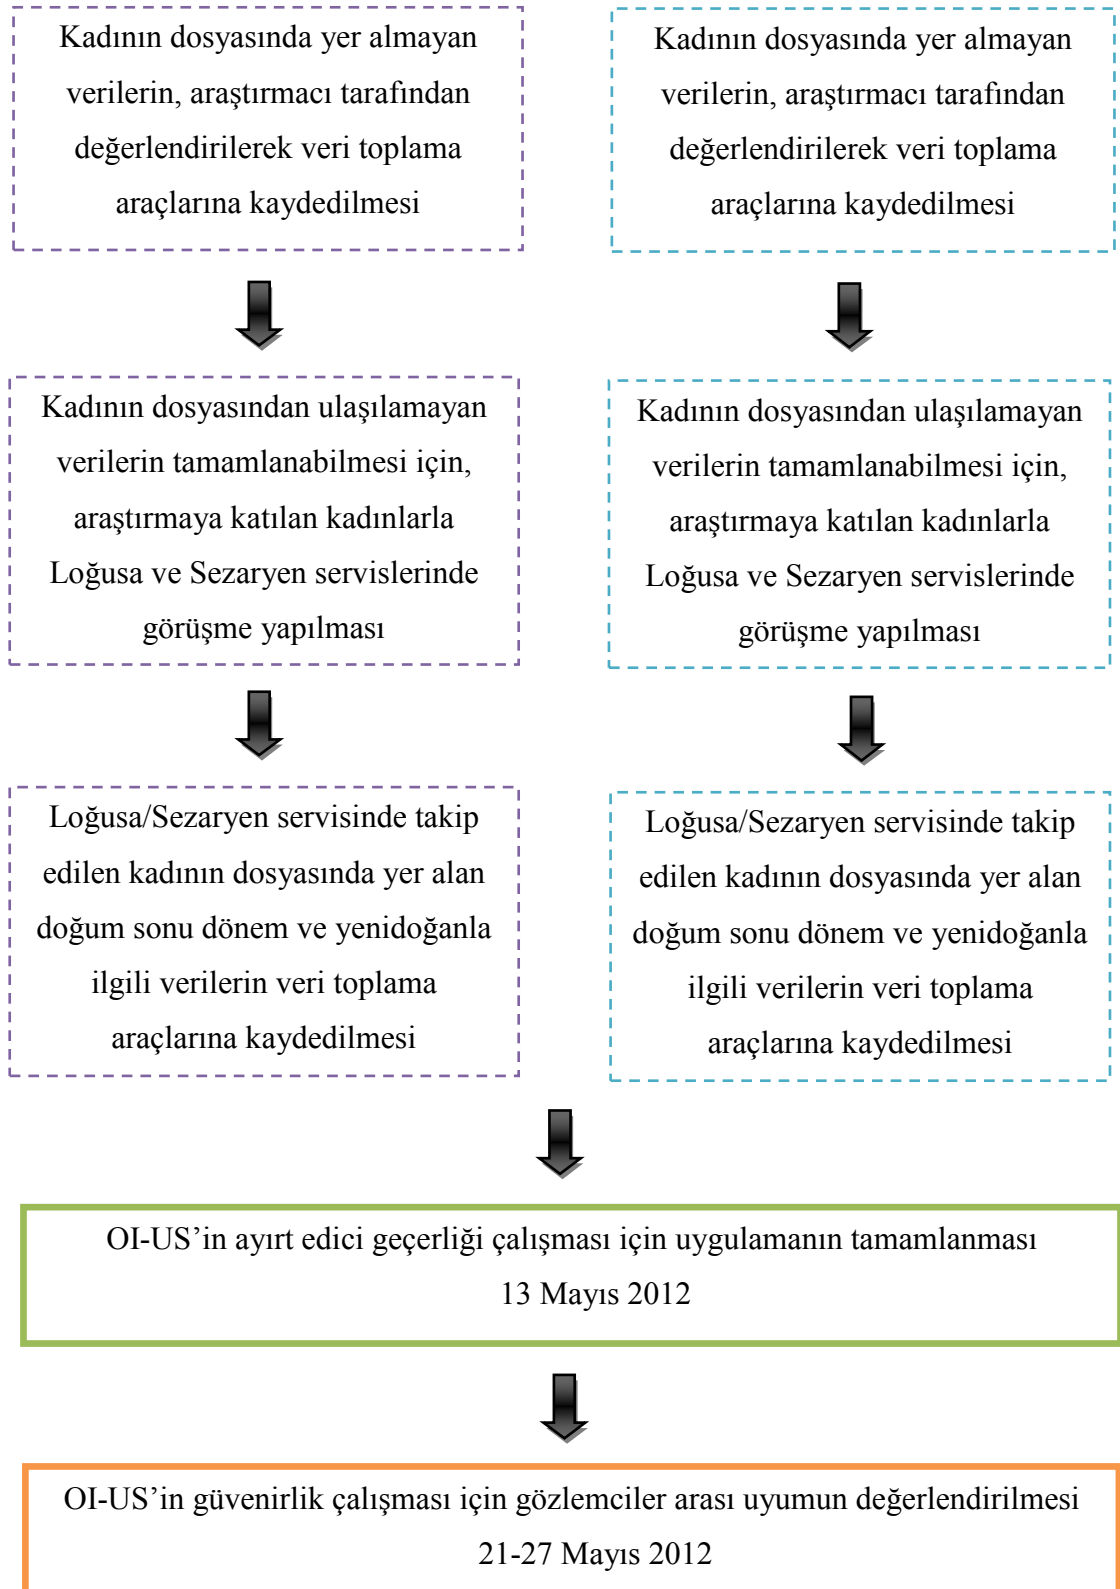 Kadının dosyasında yer almayan
verilerin, araştırmacı tarafından
değerlendirilerek veri toplama
araçlarına kaydedilmesi
Kadının dosyasında yer almayan
verilerin, araştırmacı tarafından
değerlendirilerek veri toplama
araçlarına kaydedilmesi
Kadının dosyasından ulaşılamayan
verilerin tamamlanabilmesi için,
araştırmaya katılan kadınlarla
Loğusa ve Sezaryen servislerinde
görüşme yapılması
Kadının dosyasından ulaşılamayan
verilerin tamamlanabilmesi için,
araştırmaya katılan kadınlarla
Loğusa ve Sezaryen servislerinde
görüşme yapılması
Loğusa/Sezaryen servisinde takip
edilen kadının dosyasında yer alan
doğum sonu dönem ve yenidoğanla
ilgili verilerin veri toplama
araçlarına kaydedilmesi
Loğusa/Sezaryen servisinde takip
edilen kadının dosyasında yer alan
doğum sonu dönem ve yenidoğanla
ilgili verilerin veri toplama
araçlarına kaydedilmesi
OI-US’in ayırt edici geçerliği çalışması için uygulamanın tamamlanması
13 Mayıs 2012
OI-US’in güvenirlik çalışması için gözlemciler arası uyumun değerlendirilmesi
21-27 Mayıs 2012